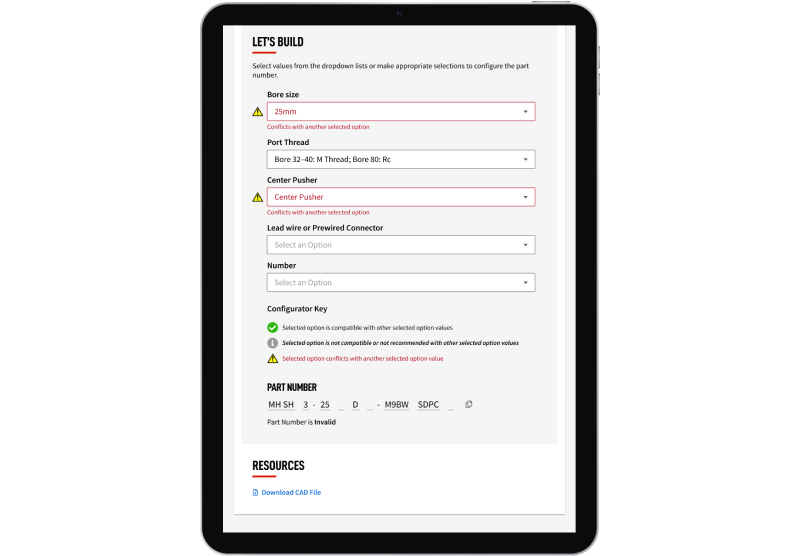 LET'S BUILD
Select values from the dropdown lists or make appropriate selections to configure the part
number.
Bore size
25mm
Conflicts with another selected option
Port Thread
Bore 32–40: M Thread; Bore 80: Rc
Center Pusher
Center Pusher
Conflicts with another selected option
Lead wire or Prewired Connector
Select an Option
Number
Select an Option
Configurator Key
Selected option is compatible with other selected option values
Selected option is not compatible or not recommended with other selected option values
Selected option conflicts with another selected option value
PART NUMBER
MH SH 3 - 25 _ D _ - M9BW SDPC _
Part Number is Invalid
RESOURCES
Download CAD File